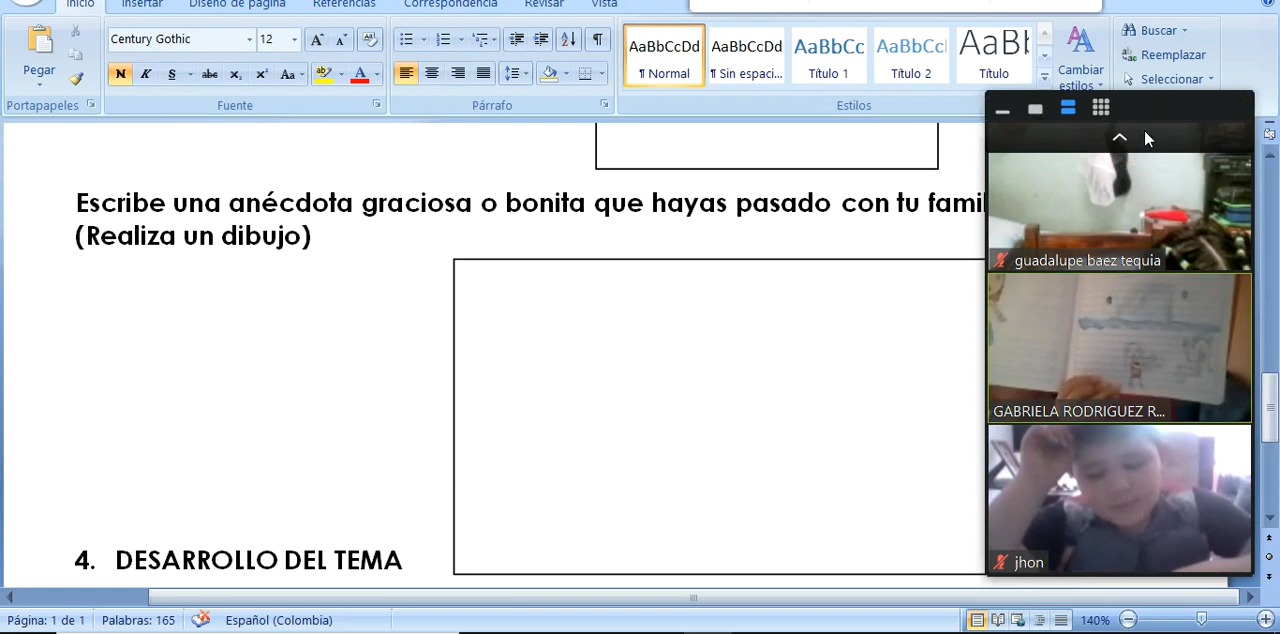 Inicio Insertar Diseño de página Referencias Correspondencia Revisar Vista
Century Gothic 12
Pegar
N K S abc x₂ x² Aa A
AaBbCcDd AaBbCcDd AaBbCc AaBbCcI AaBl
¶ Normal ¶ Sin espaci... Título 1 Título 2 Título
Cambiar estilos
Buscar
Reemplazar
Seleccionar
Portapapeles Fuente Párrafo Estilos
Escribe una anécdota graciosa o bonita que hayas pasado con tu famil
(Realiza un dibujo)
guadalupe baez tequia
GABRIELA RODRIGUEZ R...
jhon
4. DESARROLLO DEL TEMA
Página: 1 de 1 Palabras: 165 Español (Colombia) 140%